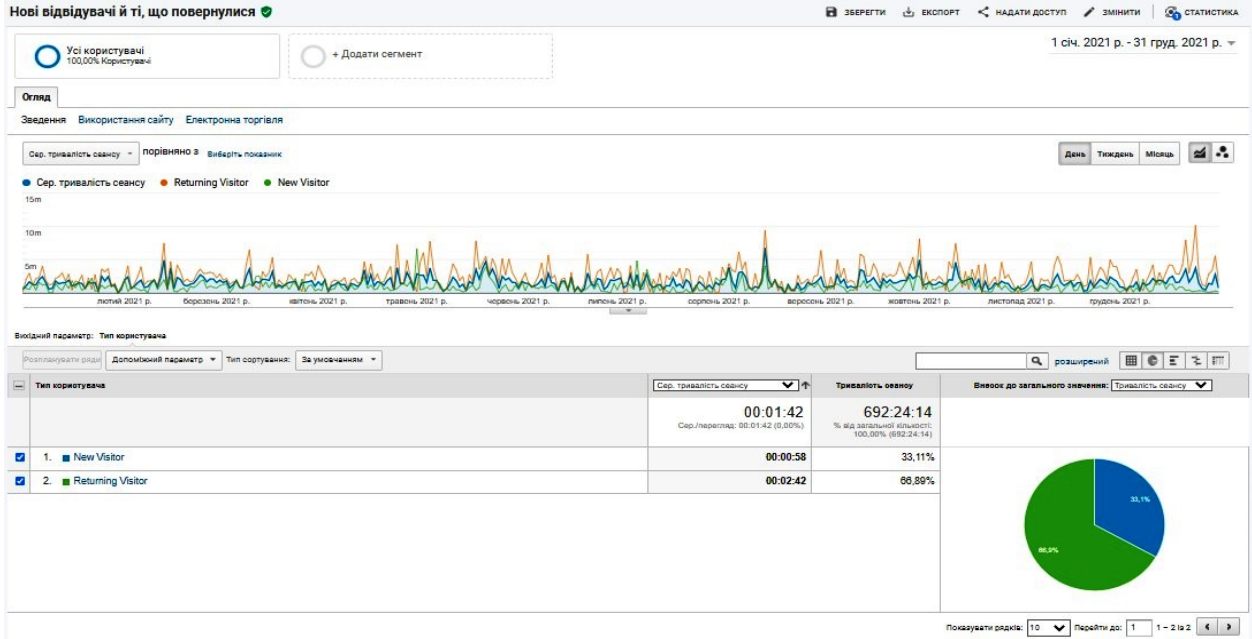 Нові відвідувачі й ті, що повернулися
ЗБЕРЕГТИ ЕКСПОРТ НАДАТИ ДОСТУП ЗМІНИТИ СТАТИСТИКА
Усі користувачі
100,00% Користувачі
+ Додати сегмент
1 січ. 2021 р. - 31 груд. 2021 р.
Огляд
Зведення Використання сайту Електронна торгівля
Сер. тривалість сеансу порівняно з Виберіть показник
День Тиждень Місяць
Сер. тривалість сеансу Returning Visitor New Visitor
15m
10m
5m
лютий 2021 р. березень 2021 р. квітень 2021 р. травень 2021 р. червень 2021 р. липень 2021 р. серпень 2021 р. вересень 2021 р. жовтень 2021 р. листопад 2021 р. грудень 2021 р.
Вихідний параметр: Тип користувача
Розпланувати ряди Допоміжний параметр Тип сортування: За умовчанням розширений
Тип користувача Сер. тривалість сеансу Тривалість сеансу Внесок до загального значення: Тривалість сеансу
00:01:42 692:24:14
Сер./перегляд: 00:01:42 (0,00%) % від загальної кількості:
100,00% (692:24:14)
1. New Visitor 00:00:58 33,11%
2. Returning Visitor 00:02:42 66,89%
33,1%
66,9%
Показувати рядків: 10 Перейти до: 1 1 – 2 із 2